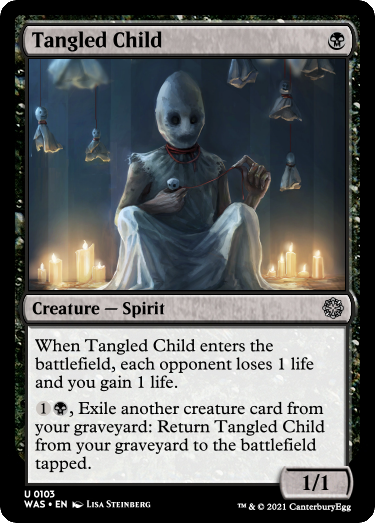 Tangled Child
Creature — Spirit
When Tangled Child enters the
battlefield, each opponent loses 1 life
and you gain 1 life.
1, Exile another creature card from
your graveyard: Return Tangled Child
from your graveyard to the battlefield
tapped.
1/1
U 0103
WAS • EN Lisa Steinberg
™ & © 2021 CanterburyEgg